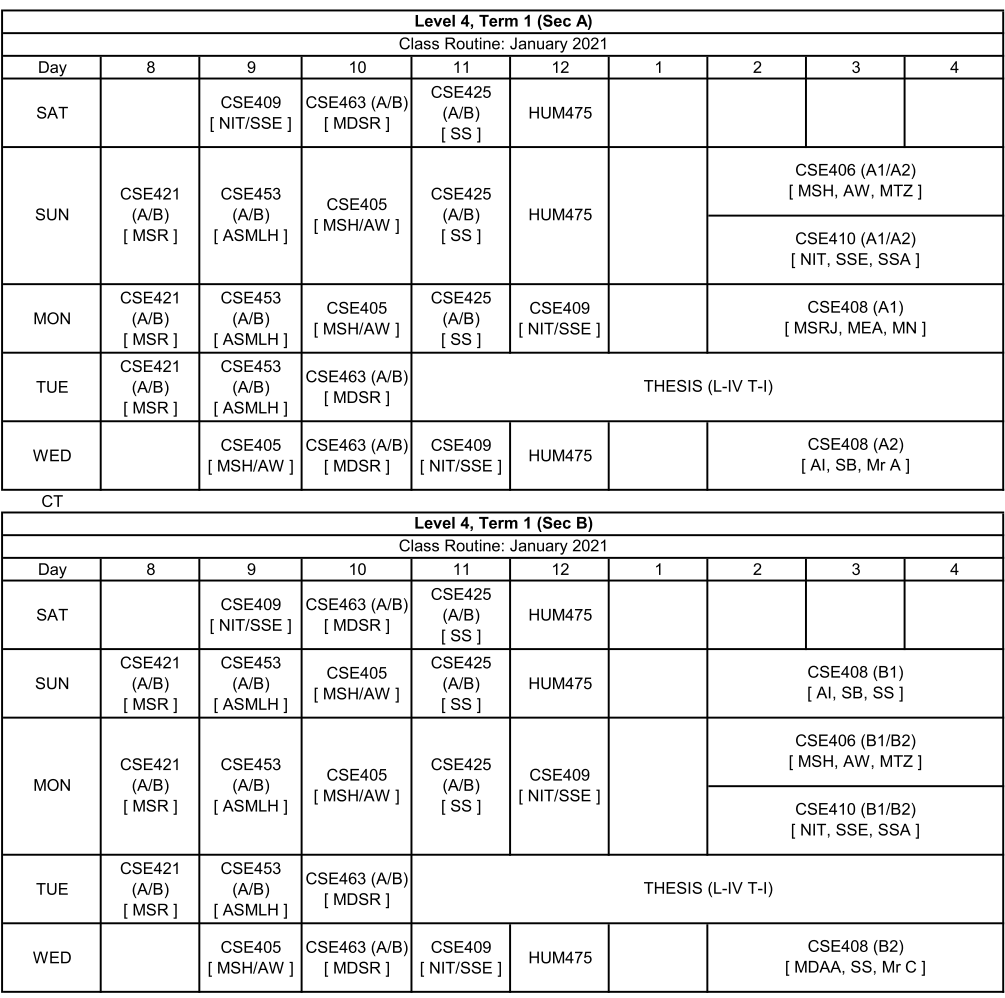 Level 4, Term 1 (Sec A)
Class Routine: January 2021
Day 8 9 10 11 12 1 2 3 4
SAT
CSE409
[ NIT/SSE ]
CSE463 (A/B)
[ MDSR ]
CSE425
(A/B)
[ SS ]
HUM475
SUN
CSE421
(A/B)
[ MSR ]
CSE453
(A/B)
[ ASMLH ]
CSE405
[ MSH/AW ]
CSE425
(A/B)
[ SS ]
HUM475
CSE406 (A1/A2)
[ MSH, AW, MTZ ]
CSE410 (A1/A2)
[ NIT, SSE, SSA ]
MON
CSE421
(A/B)
[ MSR ]
CSE453
(A/B)
[ ASMLH ]
CSE405
[ MSH/AW ]
CSE425
(A/B)
[ SS ]
CSE409
[ NIT/SSE ]
CSE408 (A1)
[ MSRJ, MEA, MN ]
TUE
CSE421
(A/B)
[ MSR ]
CSE453
(A/B)
[ ASMLH ]
CSE463 (A/B)
[ MDSR ]
THESIS (L-IV T-I)
WED
CSE405
[ MSH/AW ]
CSE463 (A/B)
[ MDSR ]
CSE409
[ NIT/SSE ]
HUM475
CSE408 (A2)
[ AI, SB, Mr A ]
CT
Level 4, Term 1 (Sec B)
Class Routine: January 2021
Day 8 9 10 11 12 1 2 3 4
SAT
CSE409
[ NIT/SSE ]
CSE463 (A/B)
[ MDSR ]
CSE425
(A/B)
[ SS ]
HUM475
SUN
CSE421
(A/B)
[ MSR ]
CSE453
(A/B)
[ ASMLH ]
CSE405
[ MSH/AW ]
CSE425
(A/B)
[ SS ]
HUM475
CSE408 (B1)
[ AI, SB, SS ]
MON
CSE421
(A/B)
[ MSR ]
CSE453
(A/B)
[ ASMLH ]
CSE405
[ MSH/AW ]
CSE425
(A/B)
[ SS ]
CSE409
[ NIT/SSE ]
CSE406 (B1/B2)
[ MSH, AW, MTZ ]
CSE410 (B1/B2)
[ NIT, SSE, SSA ]
TUE
CSE421
(A/B)
[ MSR ]
CSE453
(A/B)
[ ASMLH ]
CSE463 (A/B)
[ MDSR ]
THESIS (L-IV T-I)
WED
CSE405
[ MSH/AW ]
CSE463 (A/B)
[ MDSR ]
CSE409
[ NIT/SSE ]
HUM475
CSE408 (B2)
[ MDAA, SS, Mr C ]